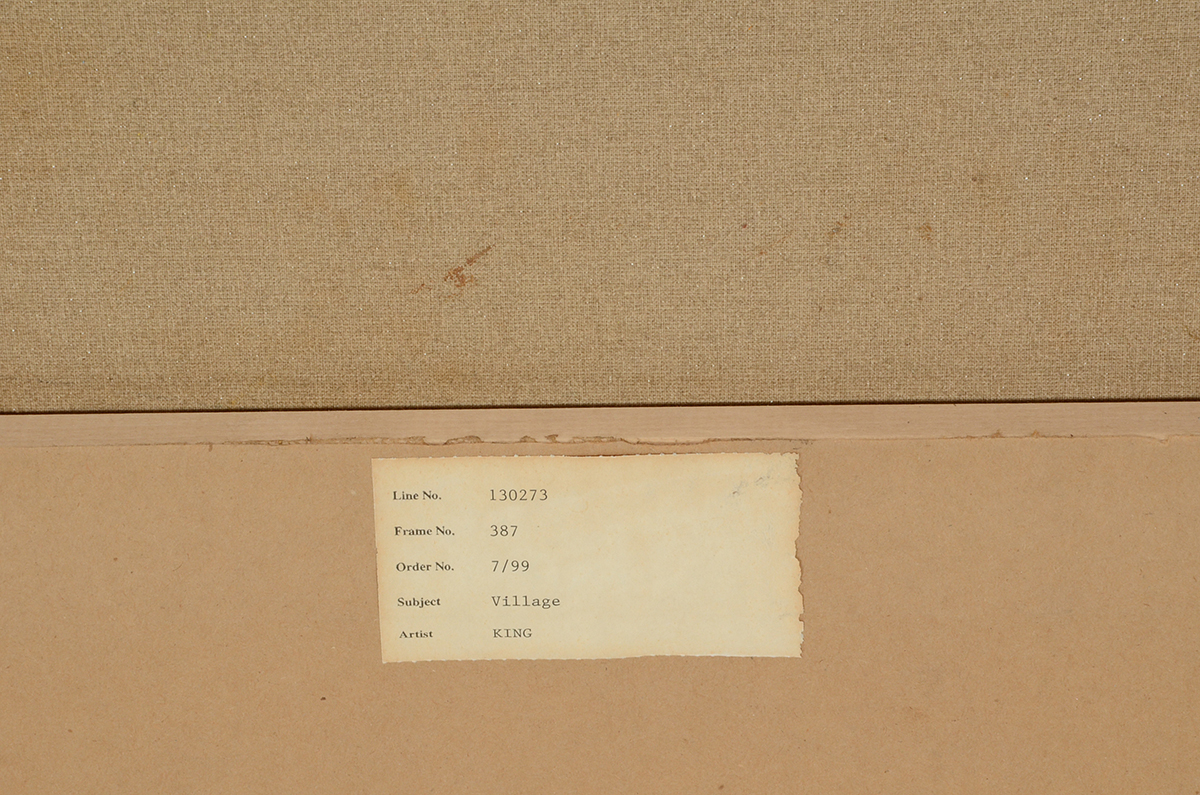 Line No. 130273
Frame No. 387
Order No. 7/99
Subject Village
Artist KING